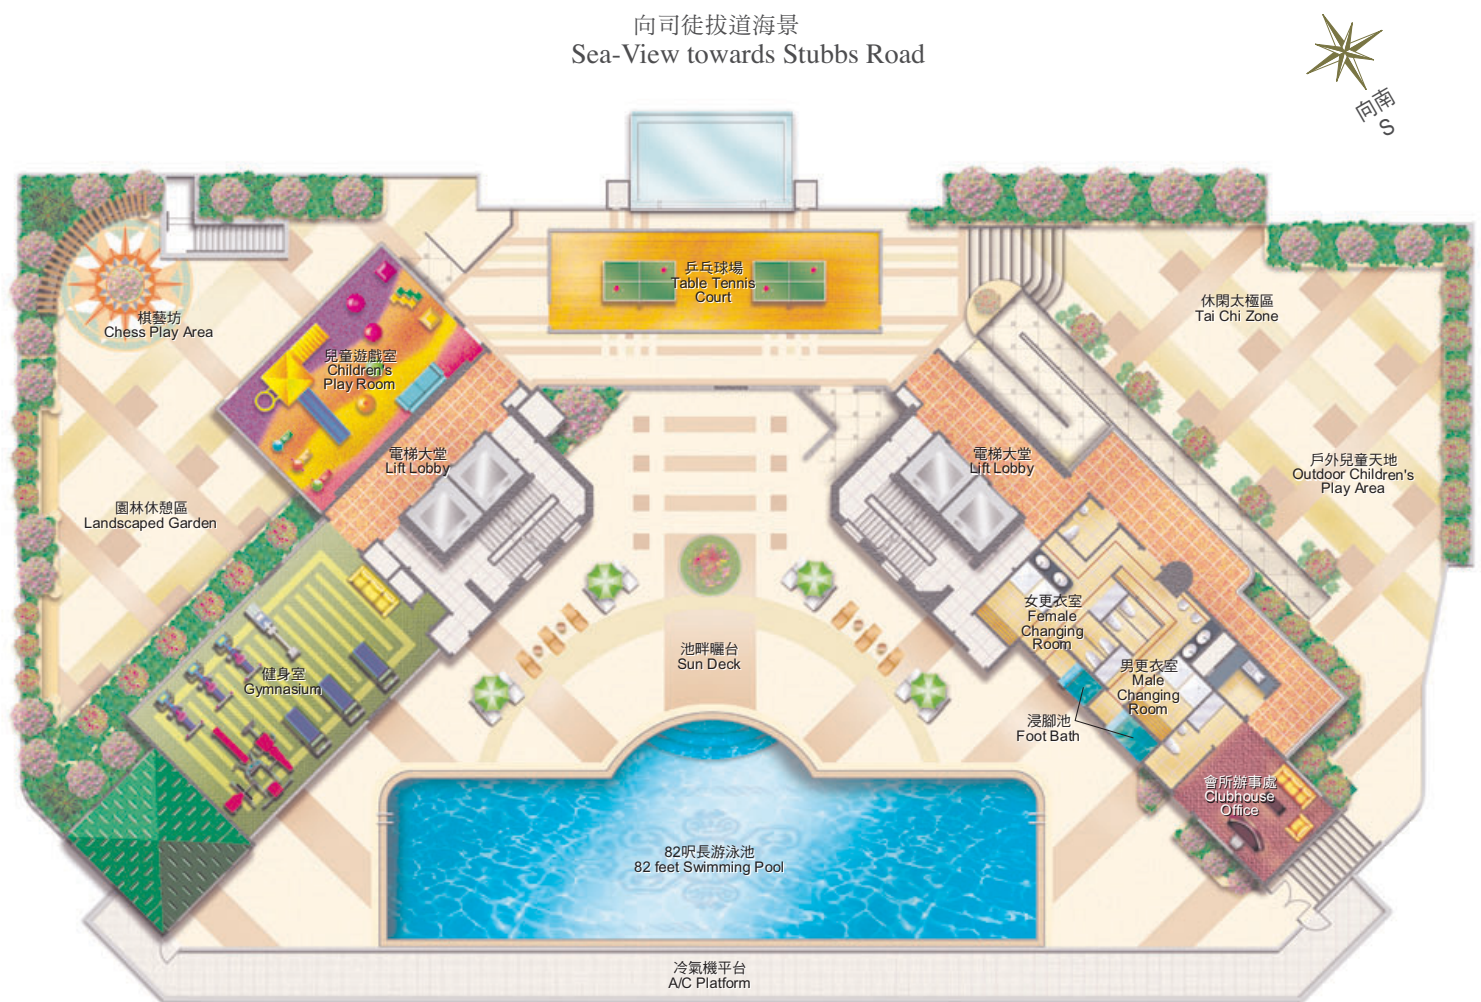 向司徒拔道海景
Sea-View towards Stubbs Road
南向
S
乒乓球場
Table Tennis
Court
休閑太極區
Tai Chi Zone
棋藝坊
Chess Play Area
兒童遊戲室
Children's
Play Room
電梯大堂
Lift Lobby
電梯大堂
Lift Lobby
戶外兒童天地
Outdoor Children's
Play Area
園林休憩區
Landscaped Garden
女更衣室
Female
Changing
Room
池畔曬台
Sun Deck
男更衣室
Male
Changing
Room
健身室
Gymnasium
浸腳池
Foot Bath
會所辦事處
Clubhouse
Office
82呎長游泳池
82 feet Swimming Pool
冷氣機平台
A/C Platform